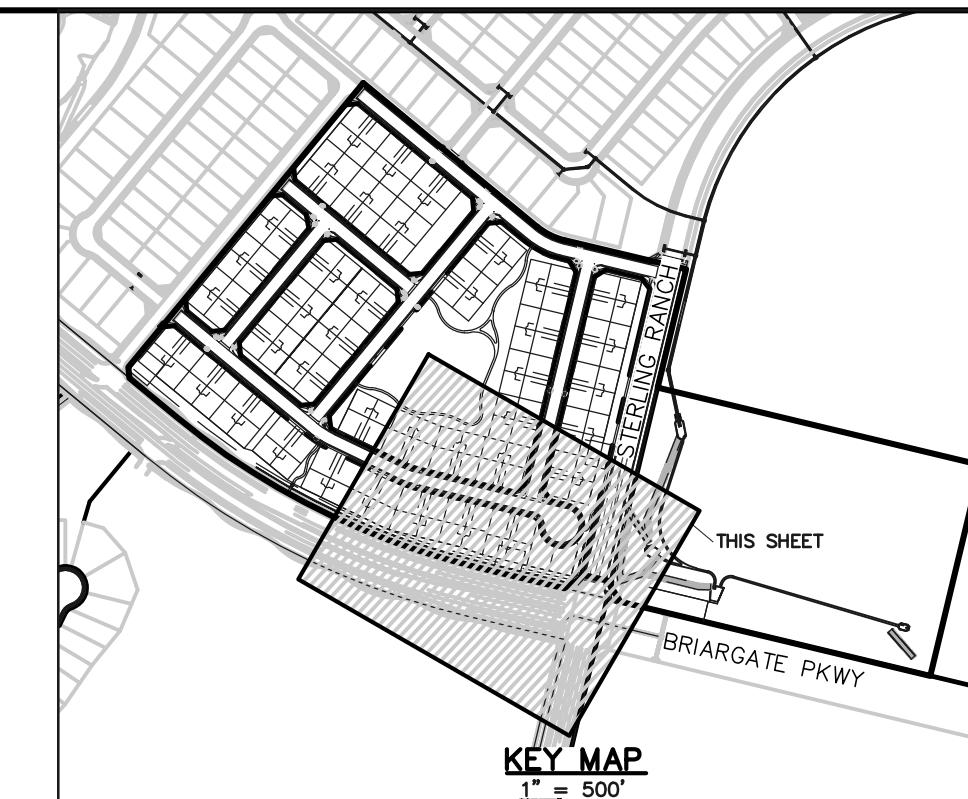 STERLING RANCH
THIS SHEET
BRIARGATE PKWY
KEY MAP
1" = 500'